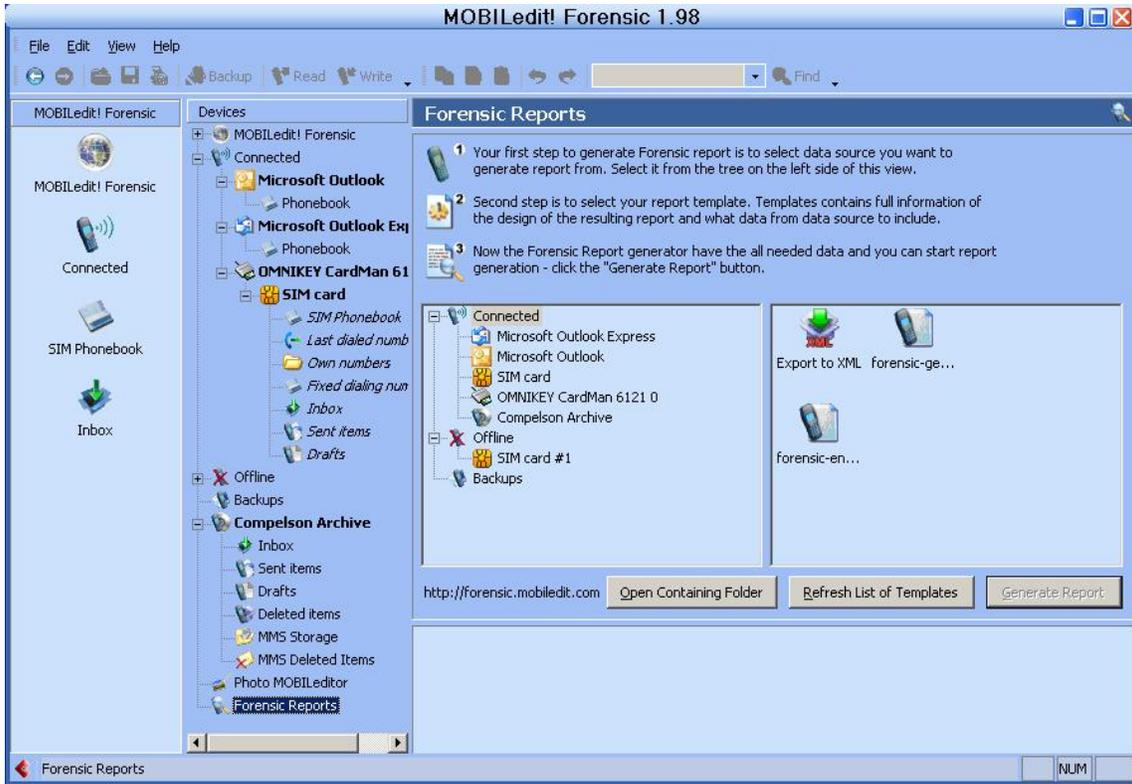 MOBILedit! Forensic 1.98
File Edit View Help
Backup Read Write Find
MOBILedit! Forensic
MOBILedit! Forensic
Connected
SIM Phonebook
Inbox
Devices
MOBILedit! Forensic
Connected
Microsoft Outlook
Phonebook
Microsoft Outlook Exp
Phonebook
OMNIKEY CardMan 61
SIM card
SIM Phonebook
Last dialed numb
Own numbers
Fixed dialing nun
Inbox
Sent items
Drafts
Offline
Backups
Compelson Archive
Inbox
Sent items
Drafts
Deleted items
MMS Storage
MMS Deleted Items
Photo MOBILeditor
Forensic Reports
Forensic Reports
1 Your first step to generate Forensic report is to select data source you want to
generate report from. Select it from the tree on the left side of this view.
2 Second step is to select your report template. Templates contains full information of
the design of the resulting report and what data from data source to include.
3 Now the Forensic Report generator have the all needed data and you can start report
generation - click the "Generate Report" button.
Connected
Microsoft Outlook Express
Microsoft Outlook
SIM card
OMNIKEY CardMan 6121 0
Compelson Archive
Offline
SIM card #1
Backups
XML
Export to XML forensic-ge...
forensic-en...
http://forensic.mobiledit.com Open Containing Folder Refresh List of Templates Generate Report
Forensic Reports NUM